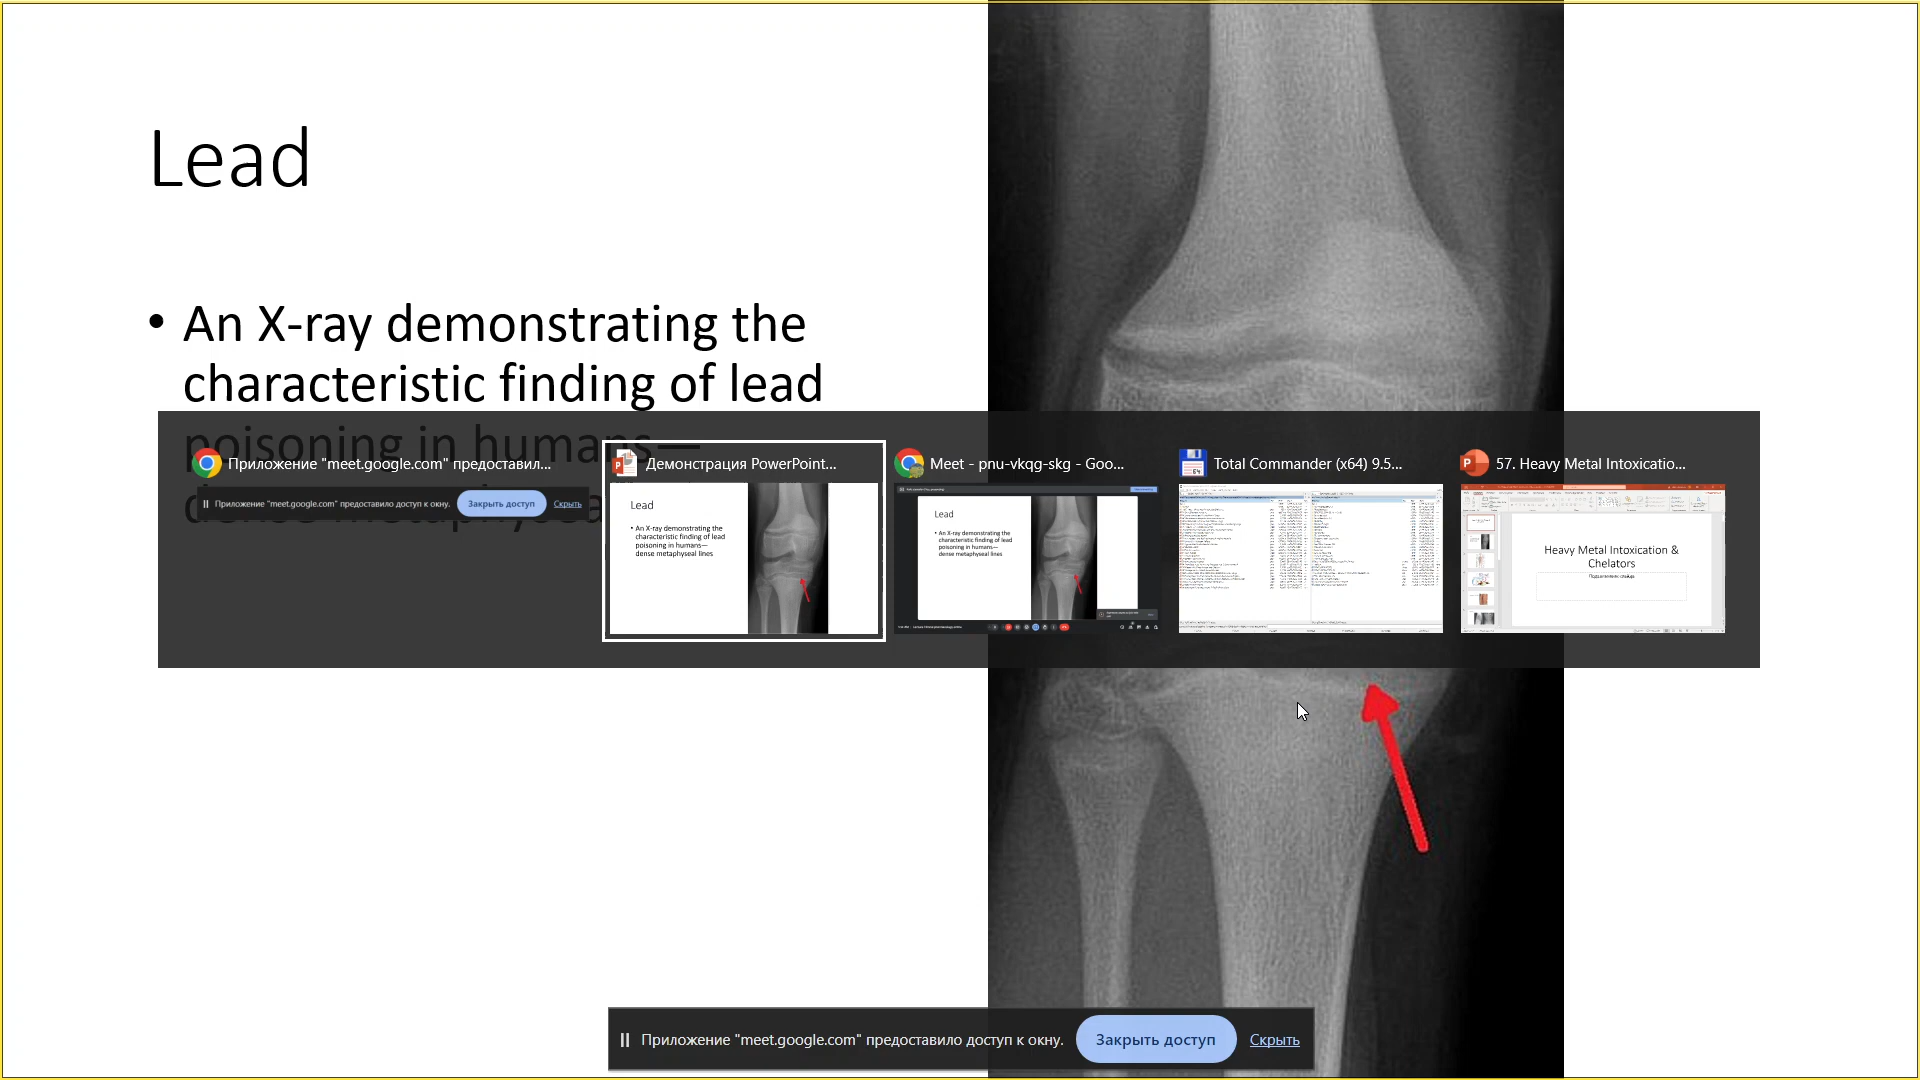 Lead
• An X-ray demonstrating the
characteristic finding of lead
poisoning in humans—
Приложение "meet.google.com" предоставил...
Приложение "meet.google.com" предоставило доступ к окну. Закрыть доступ Скрыть
Демонстрация PowerPoint...
Lead
• An X-ray demonstrating the
characteristic finding of lead
poisoning in humans—
dense metaphyseal lines
Meet - pnu-vkqg-skg - Goo...
Lead
• An X-ray demonstrating the
characteristic finding of lead
poisoning in humans—
dense metaphyseal lines
Total Commander (x64) 9.5...
64
57. Heavy Metal Intoxicatio...
Heavy Metal Intoxication &
Chelators
Приложение "meet.google.com" предоставило доступ к окну. Закрыть доступ Скрыть